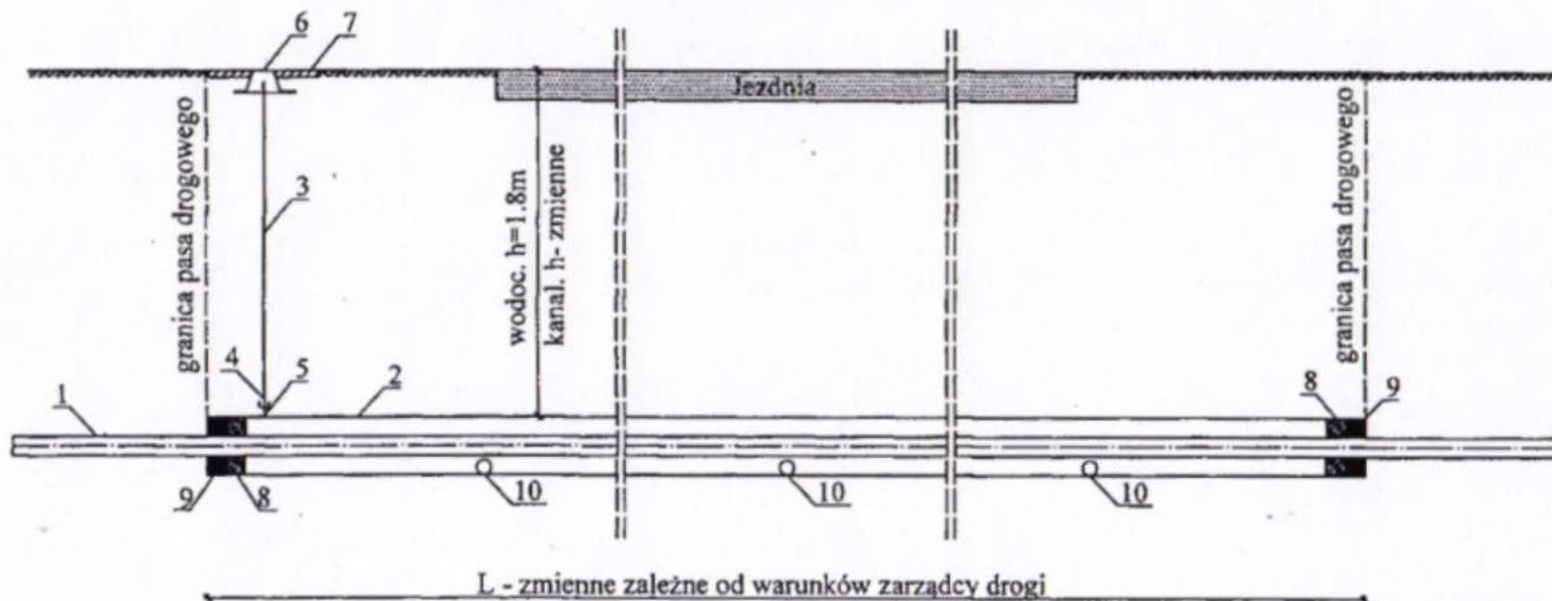 6 7
Jezdnia
granica pasa drogowego
3
wodoc. h=1.8m
kanal. h- zmienne
granica pasa drogowego
1
4 5 2
8 9
9 8
10 10 10
L - zmienne zależne od warunków zarządcy drogi